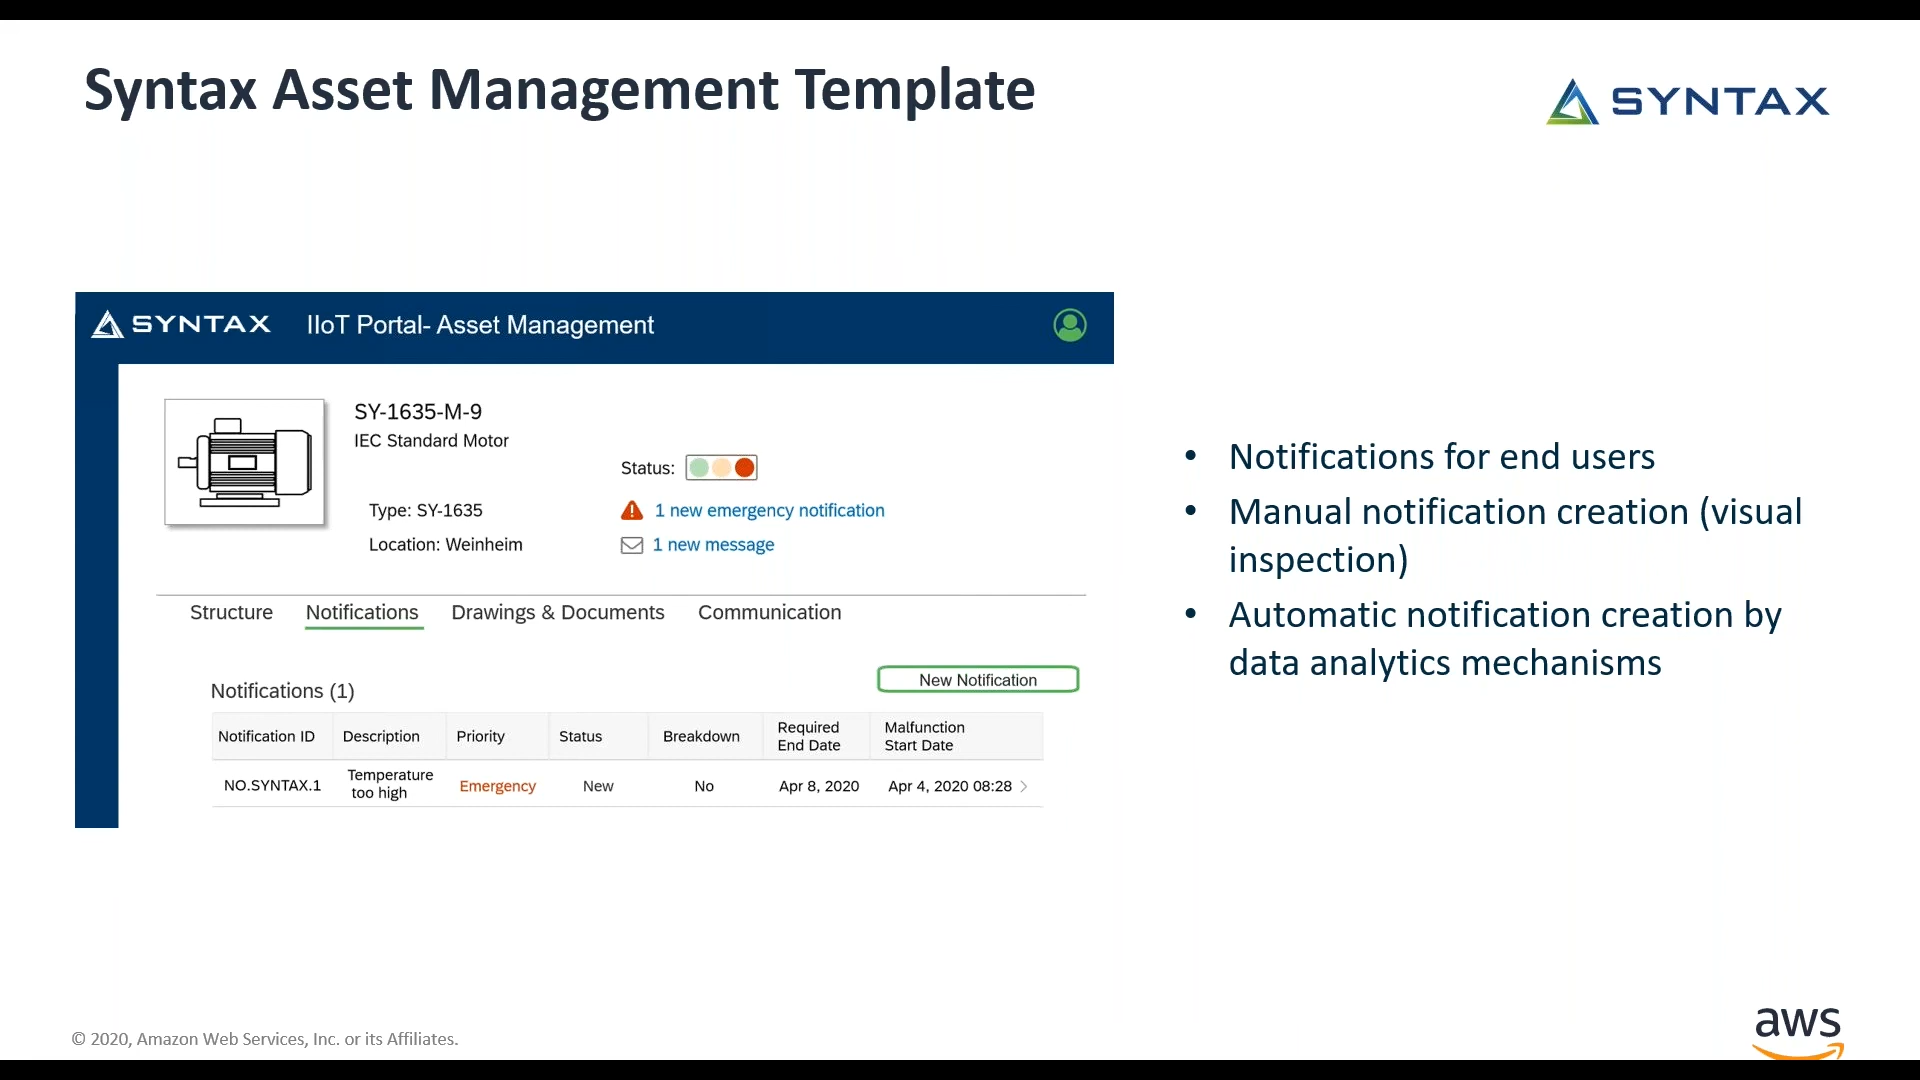 Syntax Asset Management Template
SYNTAX
SYNTAX IIoT Portal- Asset Management
SY-1635-M-9
IEC Standard Motor
Status:
Type: SY-1635
1 new emergency notification
Location: Weinheim
1 new message
Structure Notifications Drawings & Documents Communication
New Notification
Notifications (1)
Notification ID Description Priority Status Breakdown Required End Date Malfunction Start Date
NO.SYNTAX.1 Temperature too high Emergency New No Apr 8, 2020 Apr 4, 2020 08:28
• Notifications for end users
• Manual notification creation (visual
inspection)
• Automatic notification creation by
data analytics mechanisms
© 2020, Amazon Web Services, Inc. or its Affiliates.
aws